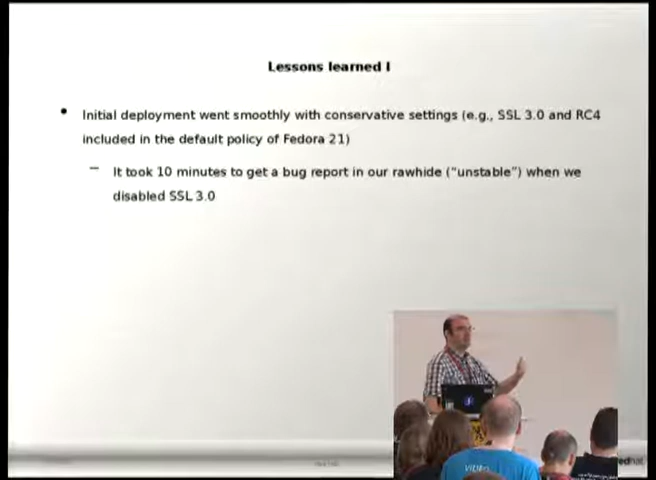 Lessons learned I
• Initial deployment went smoothly with conservative settings (e.g., SSL 3.0 and RC4
included in the default policy of Fedora 21)
– It took 10 minutes to get a bug report in our rawhide ("unstable") when we
disabled SSL 3.0
video